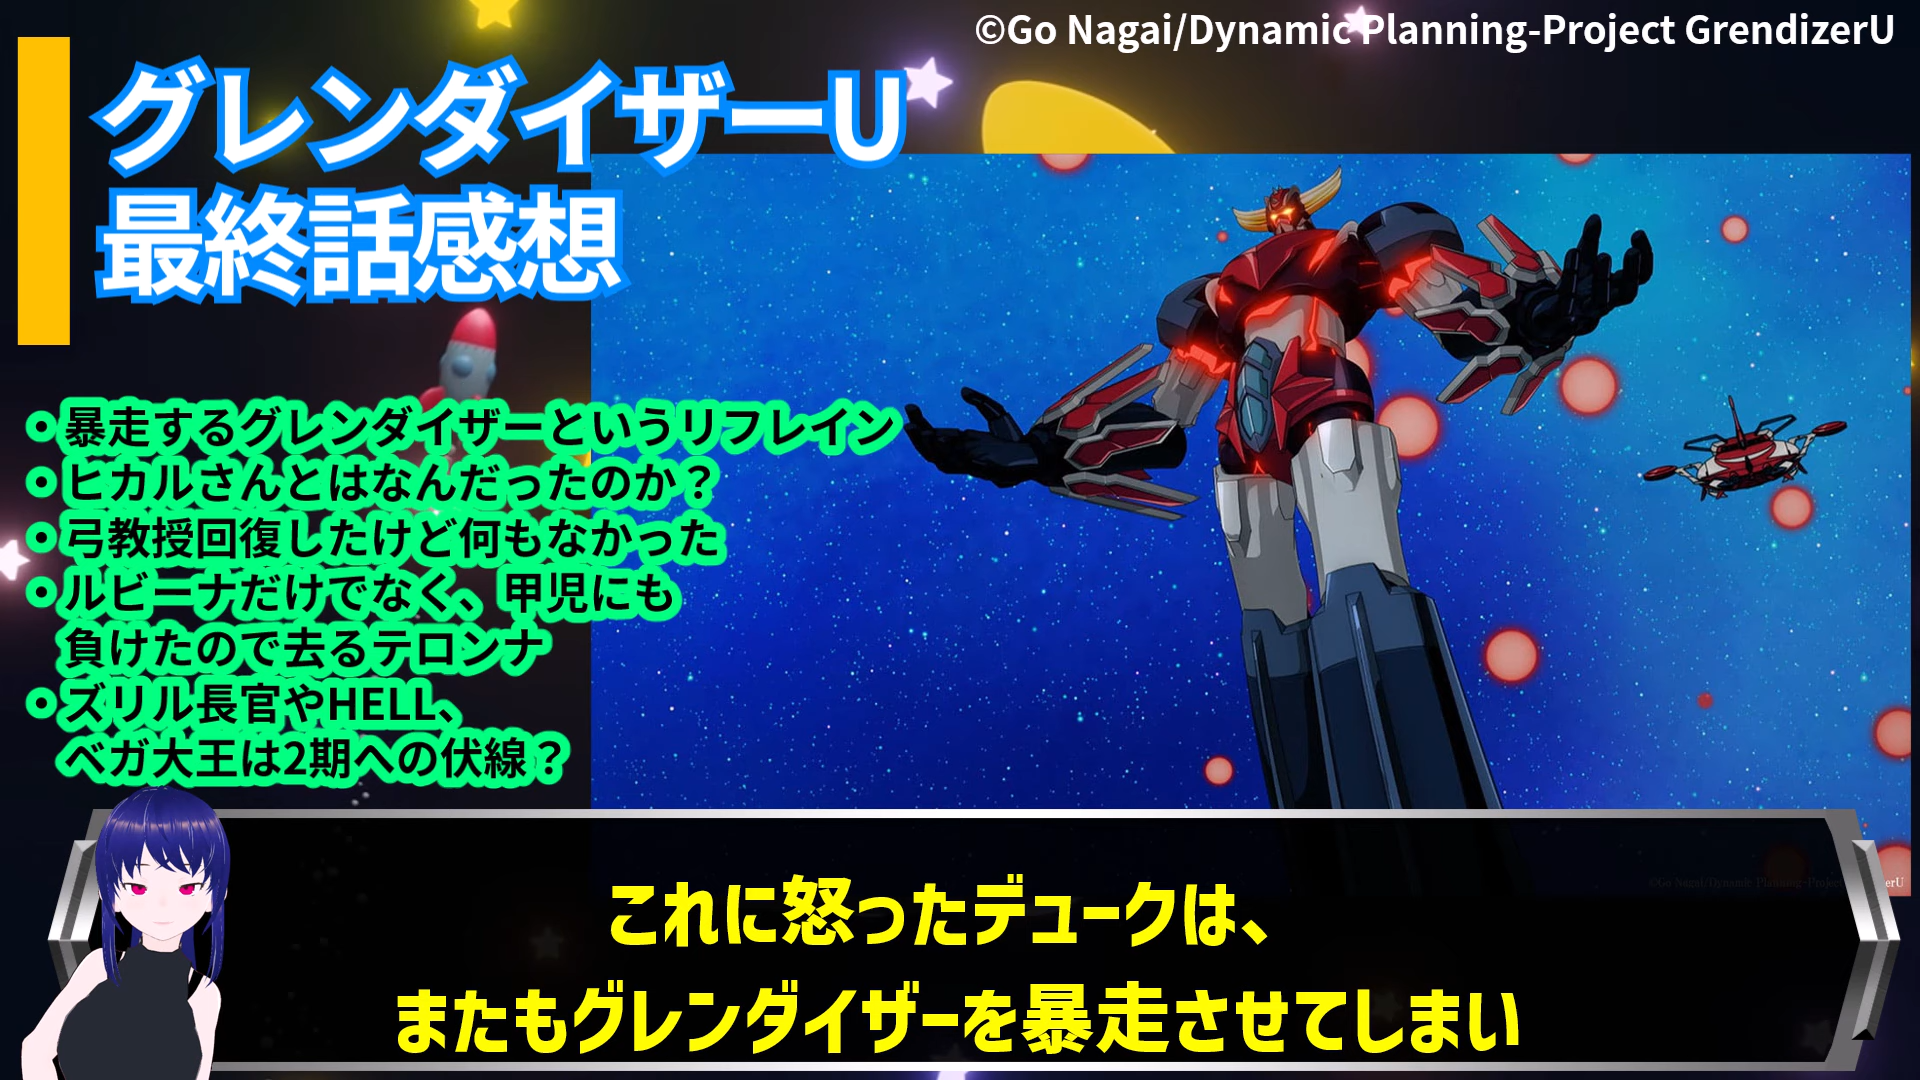 ©Go Nagai/Dynamic Planning-Project GrendizerU
グレンダイザーU
最終話感想
・暴走するグレンダイザーというリフレイン
・ヒカルさんとはなんだったのか？
・弓教授回復したけど何もなかった
・ルビーナだけでなく、甲児にも
負けたので去るテロンナ
・ズリル長官やHELL、
ベガ大王は2期への伏線？
©Go Nagai/Dynamic Planning-Projec
erU
これに怒ったデュークは、
またもグレンダイザーを暴走させてしまい